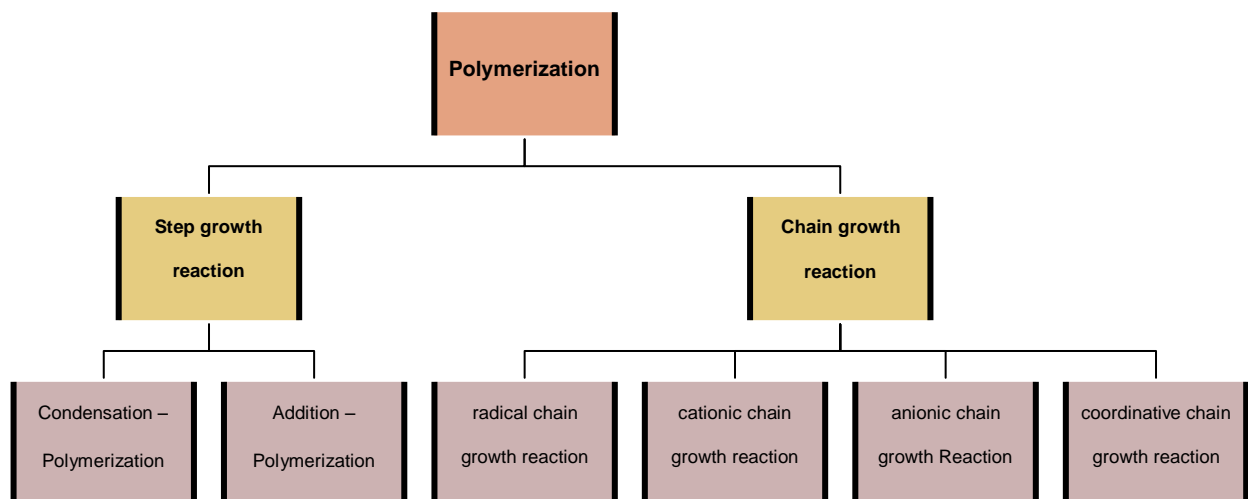 Polymerization
Step growth
reaction
Chain growth
reaction
Condensation –
Polymerization
Addition –
Polymerization
radical chain
growth reaction
cationic chain
growth reaction
anionic chain
growth Reaction
coordinative chain
growth reaction